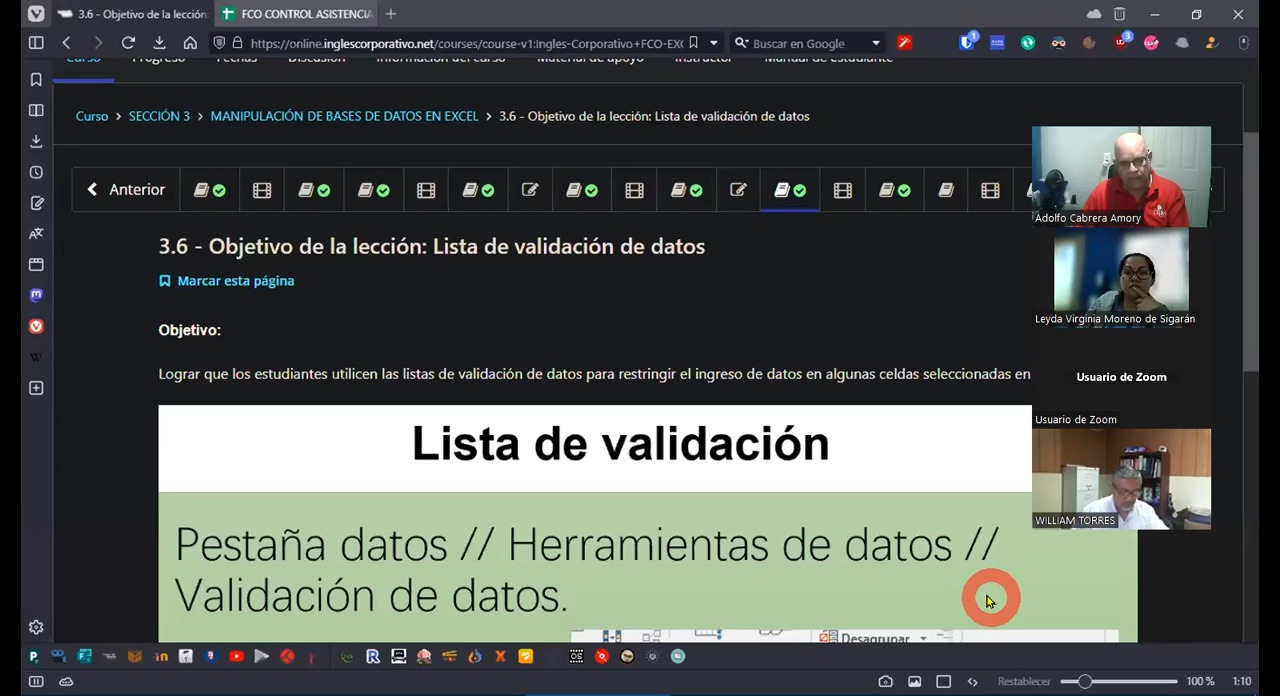 3.6 - Objetivo de la lección:
FCO CONTROL ASISTENCIA
https://online.inglescorporativo.net/courses/course-v1:Ingles-Corporativo+FCO-EXC
Buscar en Google
Curso
Progreso
Fechas
Discusión
Información del curso
Material de apoyo
Instructor
Manual de Estudiante
Curso > SECCIÓN 3 > MANIPULACIÓN DE BASES DE DATOS EN EXCEL > 3.6 - Objetivo de la lección: Lista de validación de datos
Anterior
3.6 - Objetivo de la lección: Lista de validación de datos
Marcar esta página
Objetivo:
Lograr que los estudiantes utilicen las listas de validación de datos para restringir el ingreso de datos en algunas celdas seleccionadas en
Lista de validación
Pestaña datos // Herramientas de datos //
Validación de datos.
Desagrupar
Adolfo Cabrera Amory
Leyda Virginia Moreno de Sigarán
Usuario de Zoom
Usuario de Zoom
WILLIAM TORRES
Restablecer
100 %
1:10